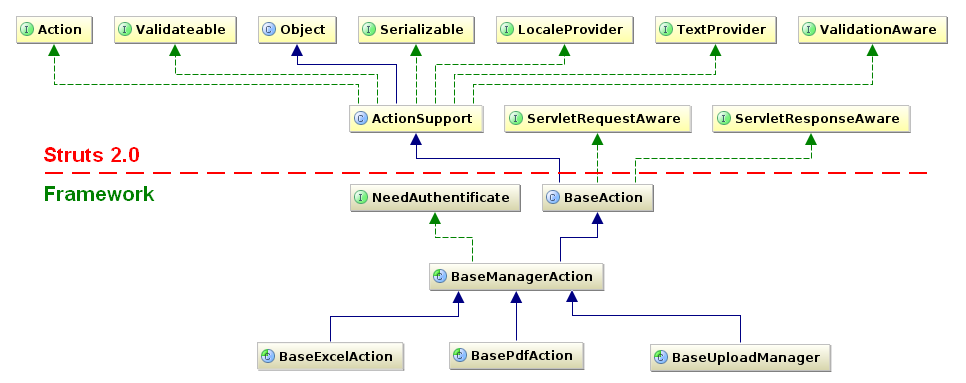 Action Validateable Object Serializable LocaleProvider TextProvider ValidationAware
ActionSupport ServletRequestAware ServletResponseAware
Struts 2.0
Framework
NeedAuthentificate BaseAction
BaseManagerAction
BaseExcelAction BasePdfAction BaseUploadManager